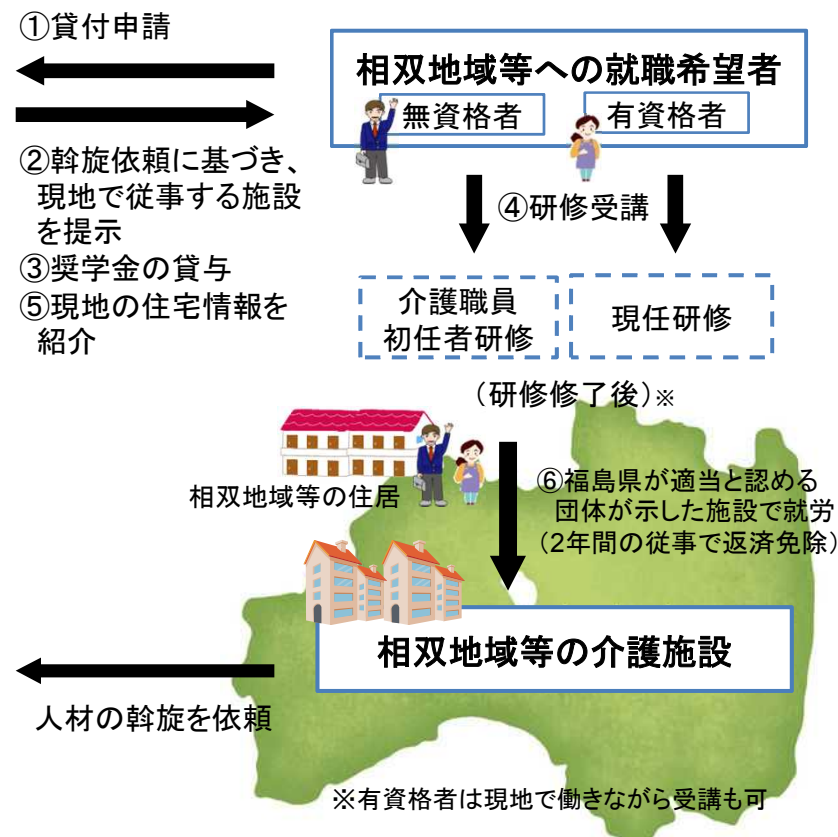 ①貸付申請
相双地域等への就職希望者
無資格者
有資格者
②斡旋依頼に基づき、
現地で従事する施設
を提示
③奨学金の貸与
⑤現地の住宅情報を
紹介
④研修受講
介護職員
初任者研修
現任研修
(研修修了後)※
相双地域等の住居
⑥福島県が適当と認める
団体が示した施設で就労
(2年間の従事で返済免除)
相双地域等の介護施設
人材の斡旋を依頼
※有資格者は現地で働きながら受講も可